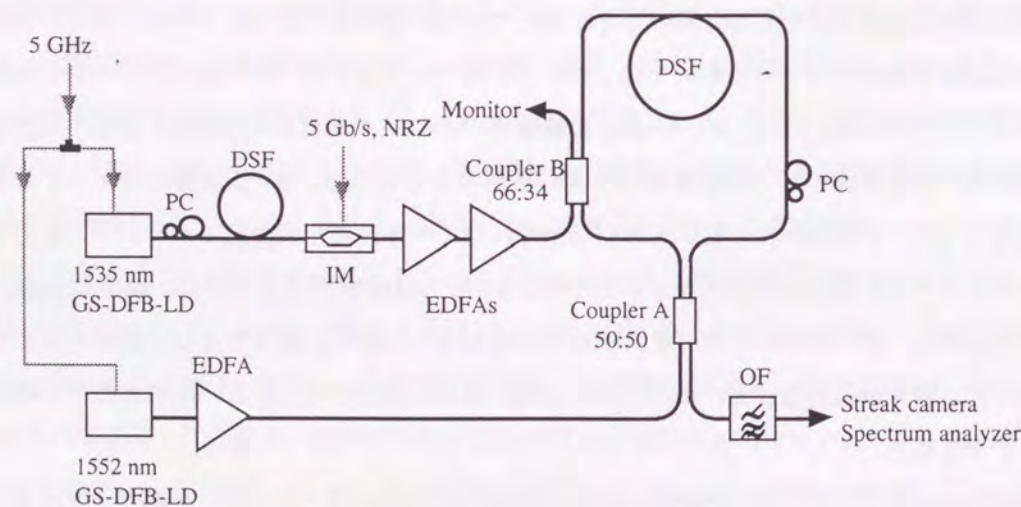 5 GHz
DSF
Monitor
5 Gb/s, NRZ
DSF
Coupler B
66:34
PC
PC
1535 nm
GS-DFB-LD
IM
EDFAs
Coupler A
50:50
EDFA
OF
Streak camera
Spectrum analyzer
1552 nm
GS-DFB-LD